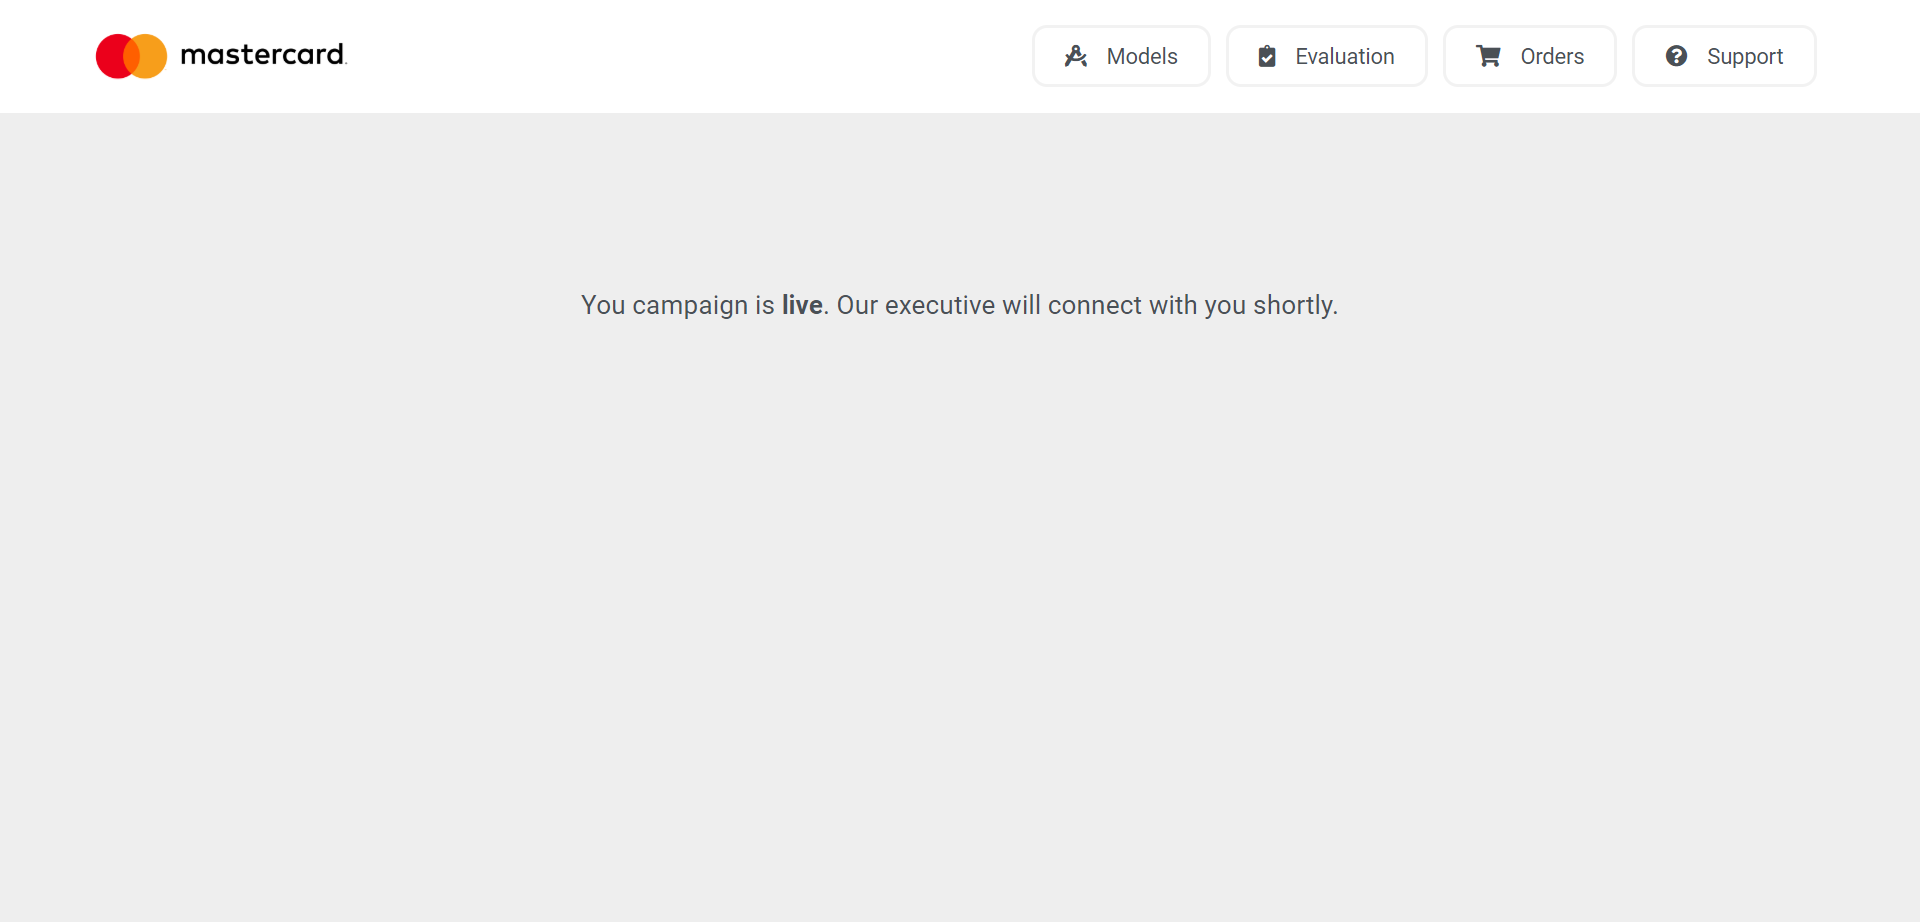 mastercard.
Models
Evaluation
Orders
Support
You campaign is live. Our executive will connect with you shortly.